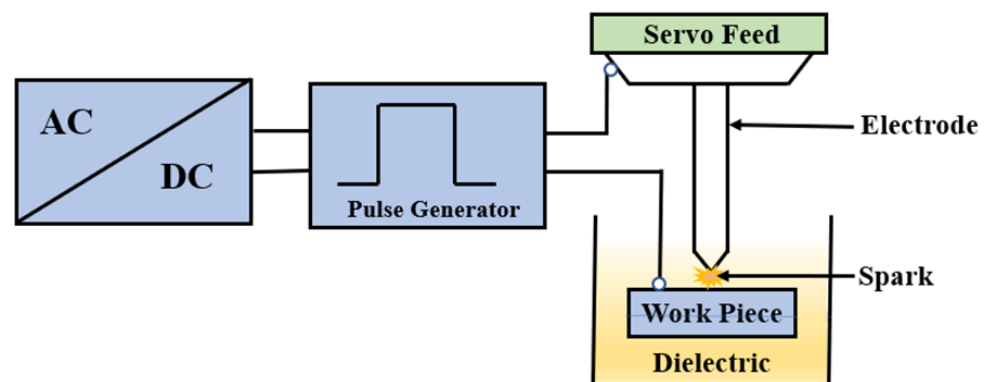 Servo Feed
AC
DC
Pulse Generator
Electrode
Spark
Work Piece
Dielectric